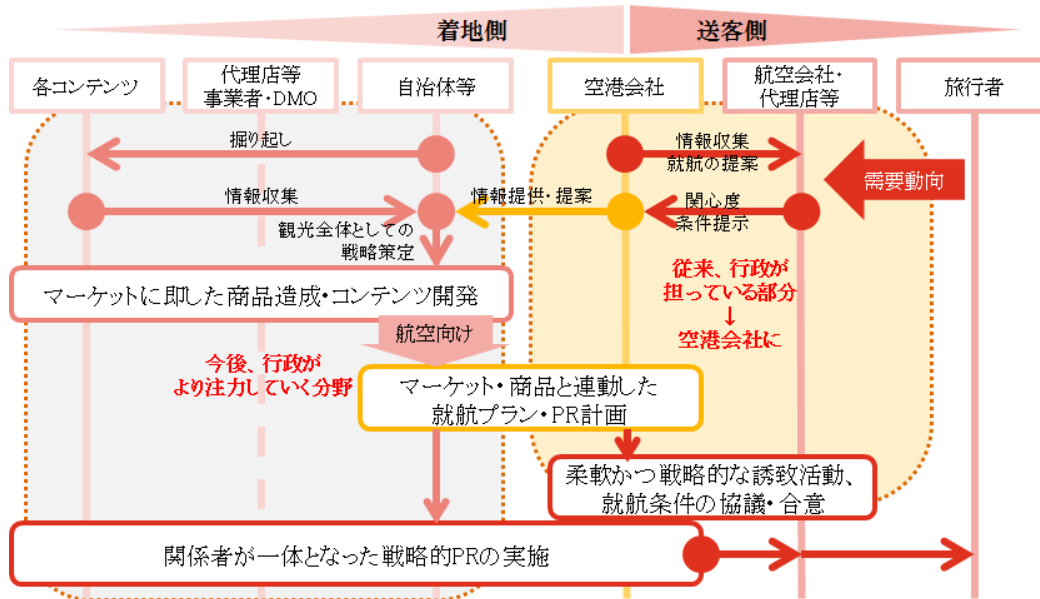 着地側
送客側
各コンテンツ
代理店等
事業者・DMO
自治体等
空港会社
航空会社・
代理店等
旅行者
掘り起し
情報収集
就航の提案
需要動向
情報収集
情報提供・提案
関心度
条件提示
観光全体としての
戦略策定
従来、行政が
担っている部分
↓
空港会社に
マーケットに即した商品造成・コンテンツ開発
航空向け
今後、行政が
より注力していく分野
マーケット・商品と連動した
就航プラン・PR計画
柔軟かつ戦略的な誘致活動、
就航条件の協議・合意
関係者が一体となった戦略的PRの実施